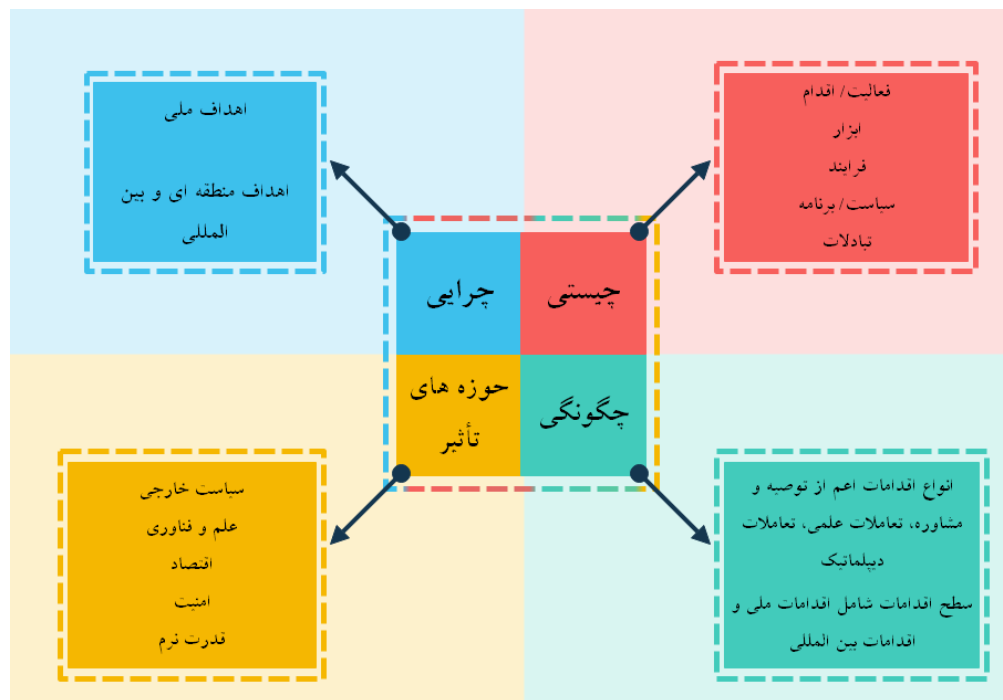 فعالیت/ اقدام
ابزار
فرایند
سیاست/ برنامه
تبادلات
اهداف ملی
اهداف منطقه ای و بین
المللی
چیستی
چرایی
چگونگی
حوزه های
تأثیر
انواع اقدامات اعم از توصیه و
مشاوره، تعاملات علمی، تعاملات
دیپلماتیک
سطح اقدامات شامل اقدامات ملی و
اقدامات بین المللی
سیاست خارجی
علم و فناوری
اقتصاد
امنیت
قدرت نرم